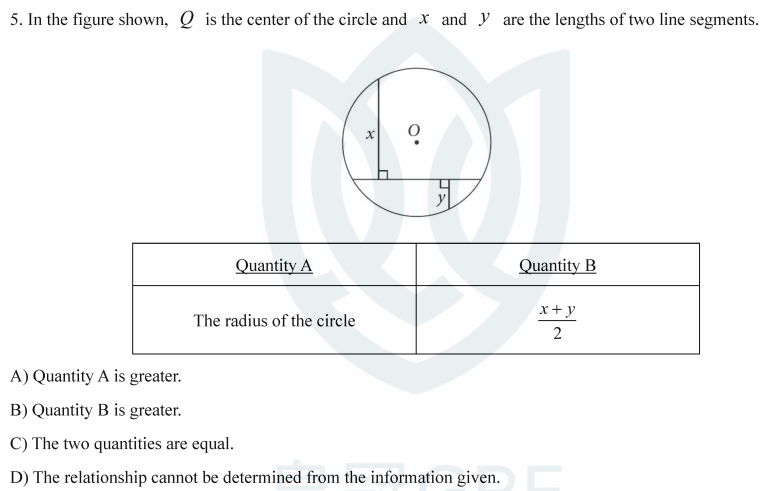 5. In the figure shown, Q is the center of the circle and x and y are the lengths of two line segments.
O
x
y
Quantity A Quantity B
The radius of the circle x + y / 2
A) Quantity A is greater.
B) Quantity B is greater.
C) The two quantities are equal.
D) The relationship cannot be determined from the information given.
GRE